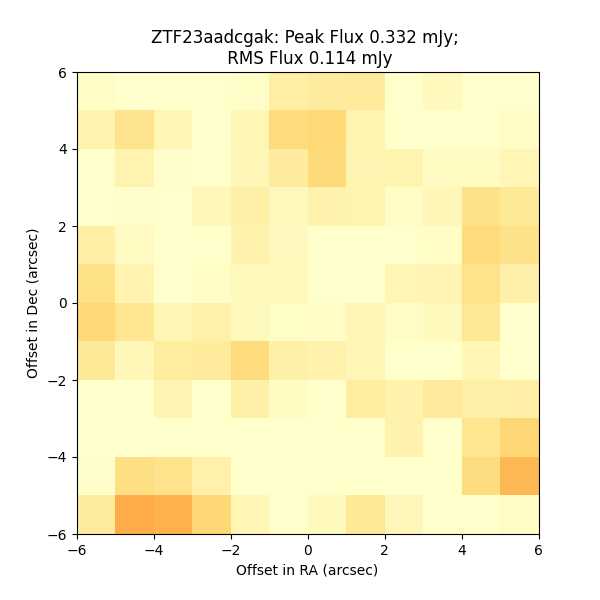 ZTF23aadcgak: Peak Flux 0.332 mJy;
RMS Flux 0.114 mJy
6
4
2
0
−2
−4
−6
Offset in Dec (arcsec)
−6 −4 −2 0 2 4 6
Offset in RA (arcsec)